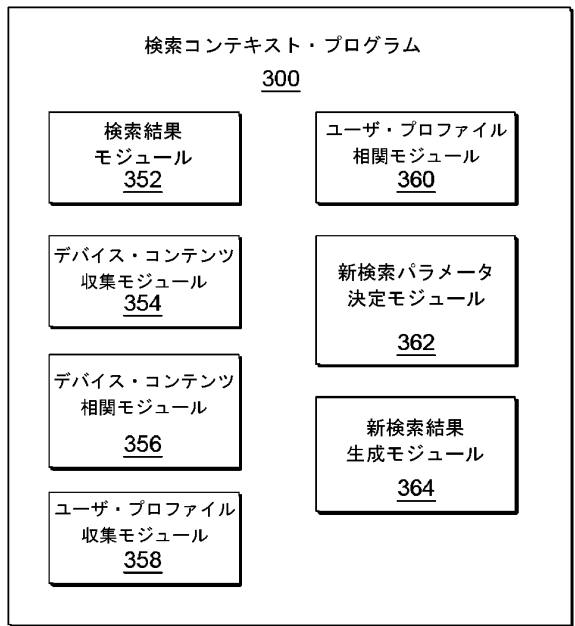 検索コンテキスト・プログラム
300
検索結果
モジュール
352
デバイス・コンテンツ
収集モジュール
354
デバイス・コンテンツ
相関モジュール
356
ユーザ・プロファイル
収集モジュール
358
ユーザ・プロファイル
相関モジュール
360
新検索パラメータ
決定モジュール
362
新検索結果
生成モジュール
364